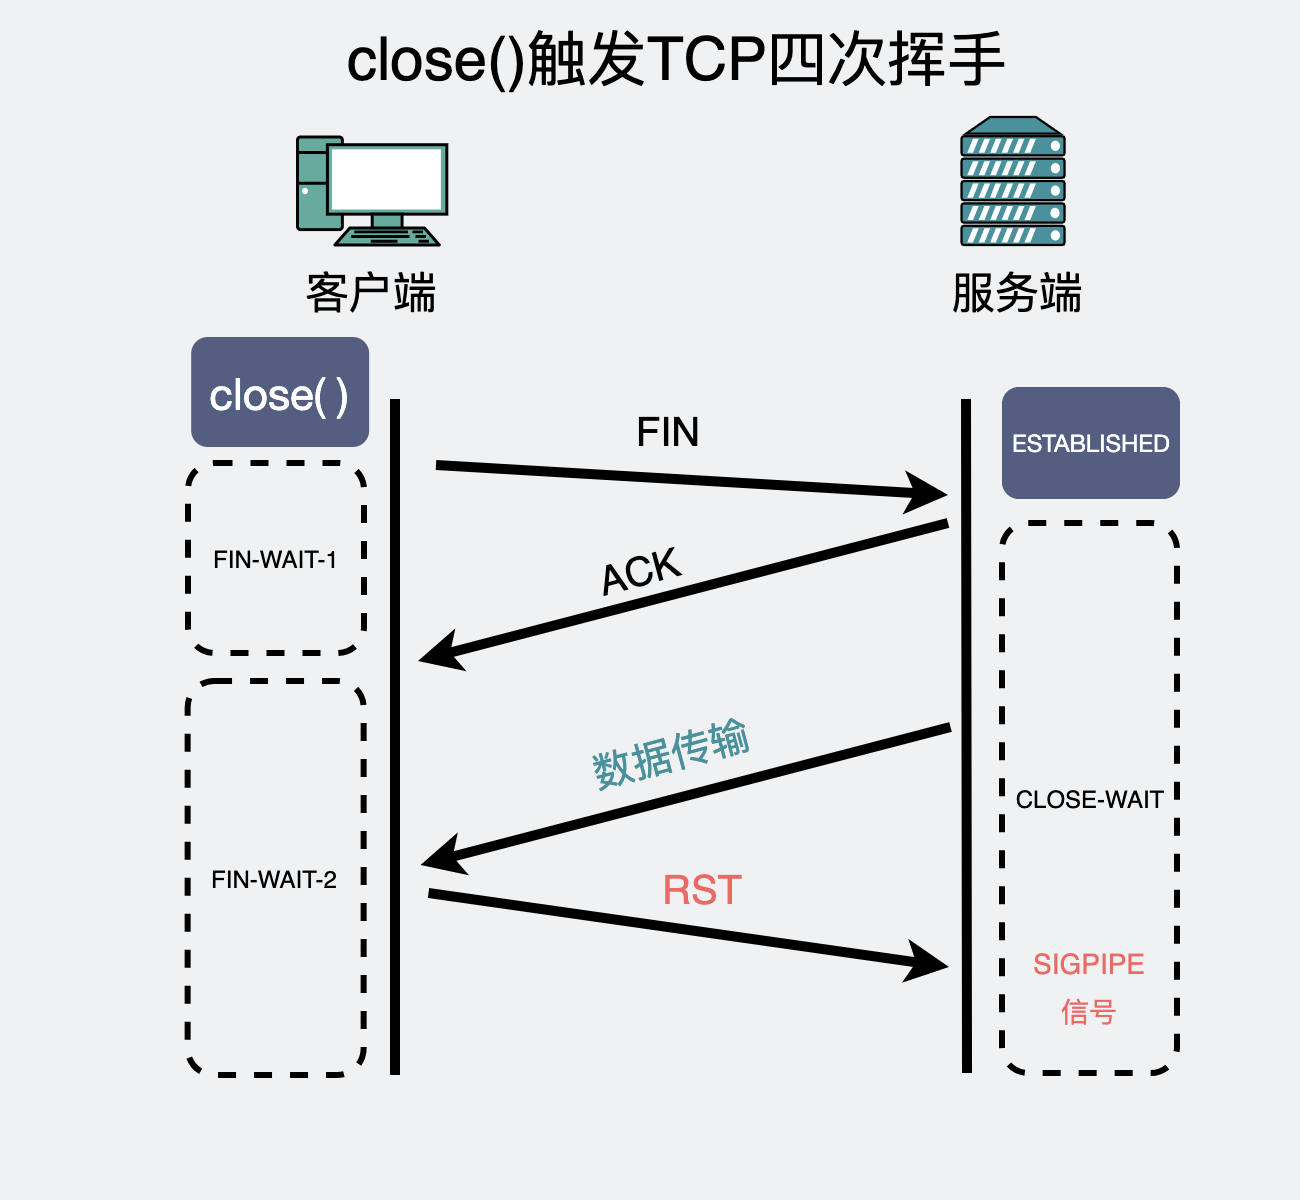 close()触发TCP四次挥手
客户端
服务端
close( )
FIN
ESTABLISHED
FIN-WAIT-1
ACK
数据传输
CLOSE-WAIT
FIN-WAIT-2
RST
SIGPIPE
信号